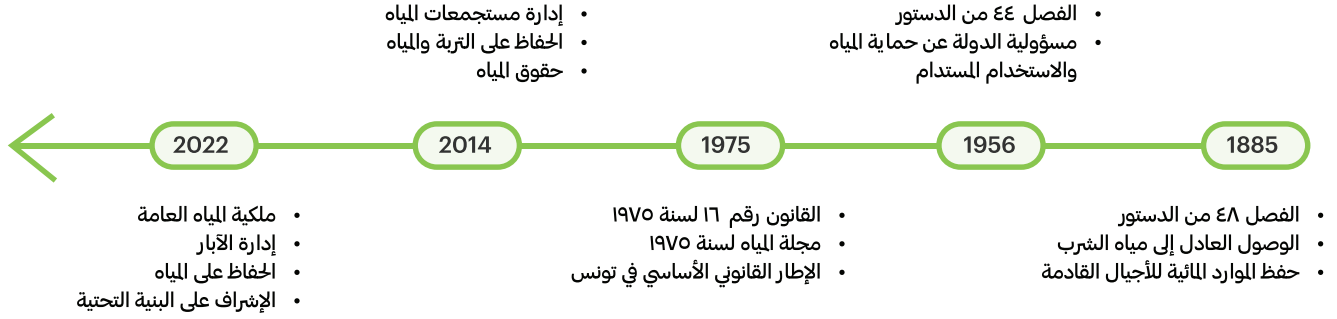 1885
• الفصل ٤٨ من الدستور
• الوصول العادل إلى مياه الشرب
• حفظ الموارد المائية للأجيال القادمة
1956
• الفصل ٤٤ من الدستور
• مسؤولية الدولة عن حماية المياه
والاستخدام المستدام
1975
• القانون رقم ١٦ لسنة ١٩٧٥
• مجلة المياه لسنة ١٩٧٥
• الإطار القانوني الأساسي في تونس
2014
• إدارة مستجمعات المياه
• الحفاظ على التربة والمياه
• حقوق المياه
2022
• ملكية المياه العامة
• إدارة الآبار
• الحفاظ على المياه
• الإشراف على البنية التحتية